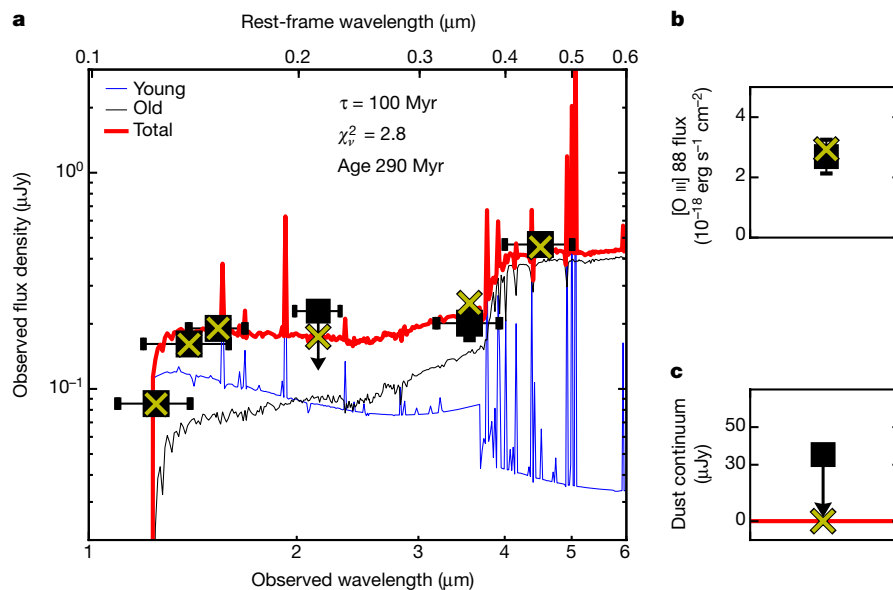 a
Rest-frame wavelength (μm)
0.1 0.2 0.3 0.4 0.5 0.6
Young
Old
Total
τ = 100 Myr
χ²ᵥ = 2.8
Age 290 Myr
10⁰
10⁻¹
Observed flux density (μJy)
1 2 3 4 5 6
Observed wavelength (μm)
b
[O III] 88 flux
(10⁻¹⁸ erg s⁻¹ cm⁻²)
4
2
0
c
Dust continuum
(μJy)
50
30
0